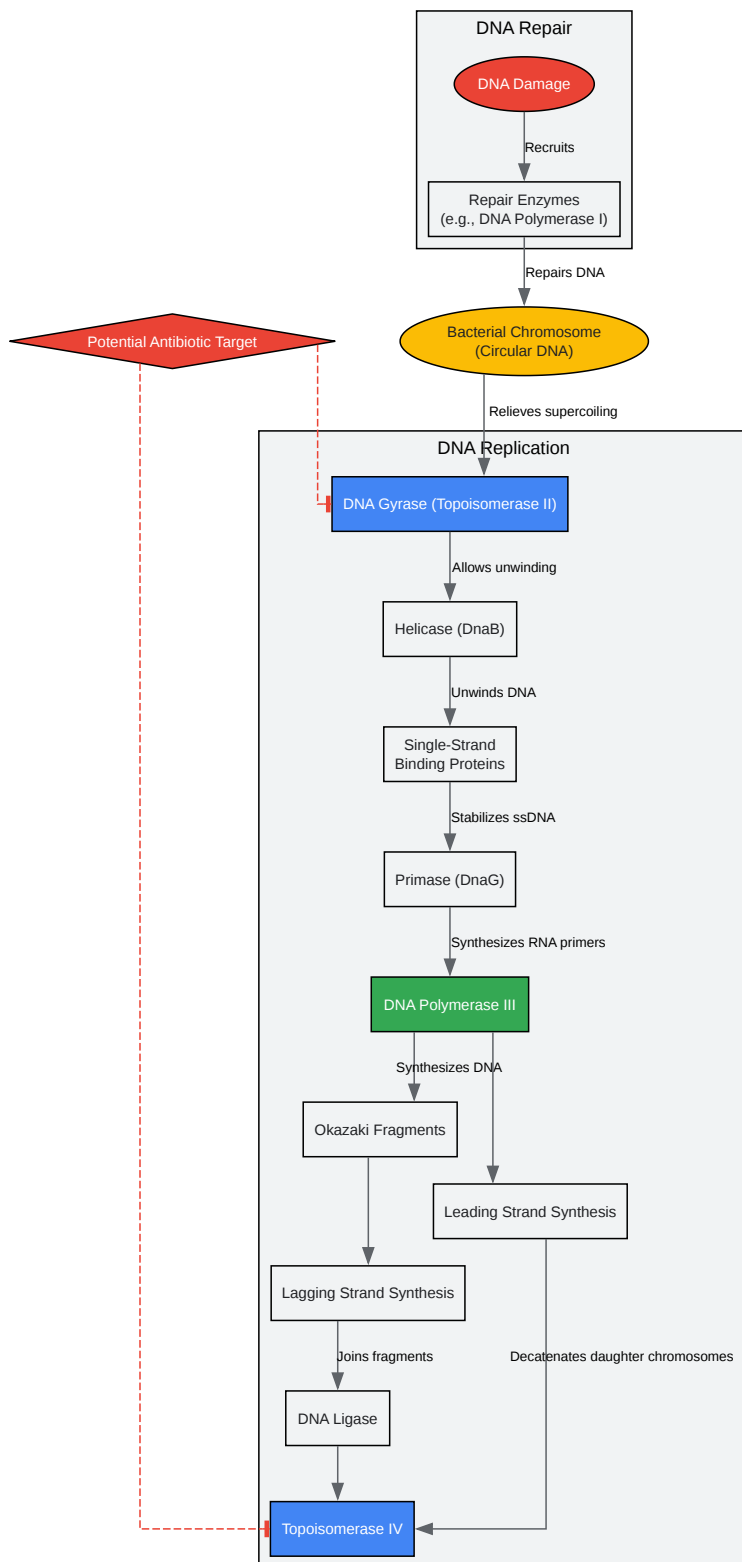 DNA Repair
DNA Damage
Recruits
Repair Enzymes
(e.g., DNA Polymerase I)
Repairs DNA
Potential Antibiotic Target
Bacterial Chromosome
(Circular DNA)
Relieves supercoiling
DNA Replication
DNA Gyrase (Topoisomerase II)
Allows unwinding
Helicase (DnaB)
Unwinds DNA
Single-Strand
Binding Proteins
Stabilizes ssDNA
Primase (DnaG)
Synthesizes RNA primers
DNA Polymerase III
Synthesizes DNA
Okazaki Fragments
Leading Strand Synthesis
Lagging Strand Synthesis
Joins fragments
Decatenates daughter chromosomes
DNA Ligase
Topoisomerase IV